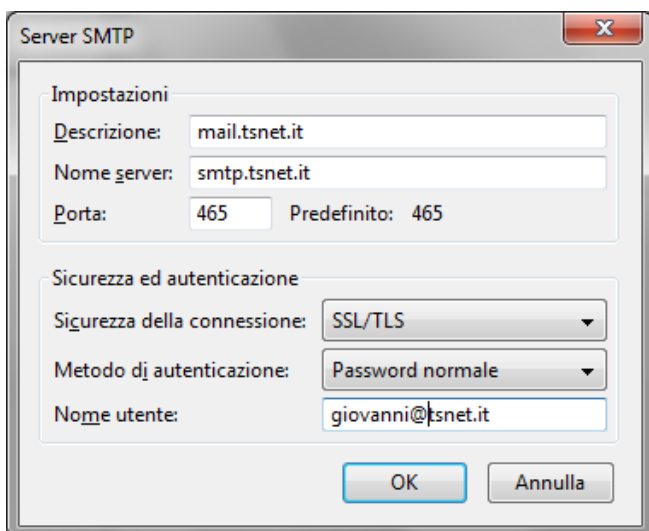 Server SMTP
Impostazioni
Descrizione: mail.tsnet.it
Nome server: smtp.tsnet.it
Porta: 465 Predefinito: 465
Sicurezza ed autenticazione
Sicurezza della connessione: SSL/TLS
Metodo di autenticazione: Password normale
Nome utente: giovanni@tsnet.it
OK Annulla